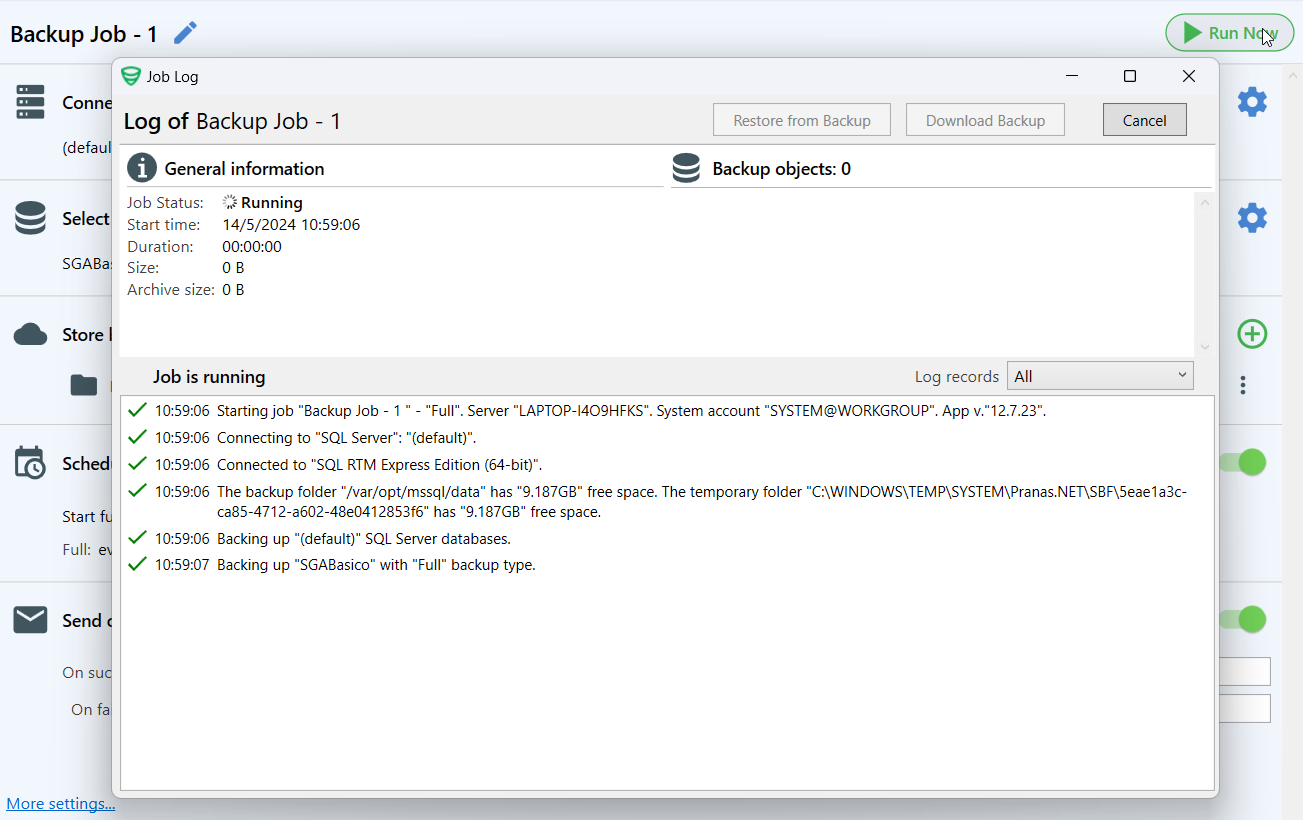 Backup Job - 1
Run Now
Job Log
Log of Backup Job - 1
Restore from Backup
Download Backup
Cancel
General information
Backup objects: 0
Job Status: Running
Start time: 14/5/2024 10:59:06
Duration: 00:00:00
Size: 0 B
Archive size: 0 B
Job is running
Log records All
10:59:06 Starting job "Backup Job - 1 " - "Full". Server "LAPTOP-I4O9HFKS". System account "SYSTEM@WORKGROUP". App v."12.7.23".
10:59:06 Connecting to "SQL Server": "(default)".
10:59:06 Connected to "SQL RTM Express Edition (64-bit)".
10:59:06 The backup folder "/var/opt/mssql/data" has "9.187GB" free space. The temporary folder "C:\WINDOWS\TEMP\SYSTEM\Pranas.NET\SBF\5eae1a3c-
ca85-4712-a602-48e0412853f6" has "9.187GB" free space.
10:59:06 Backing up "(default)" SQL Server databases.
10:59:07 Backing up "SGABasico" with "Full" backup type.
Conne
(defaul
Select
SGABa
Store
Sched
Start fu
Full: ev
Send
On suc
On fa
More settings...